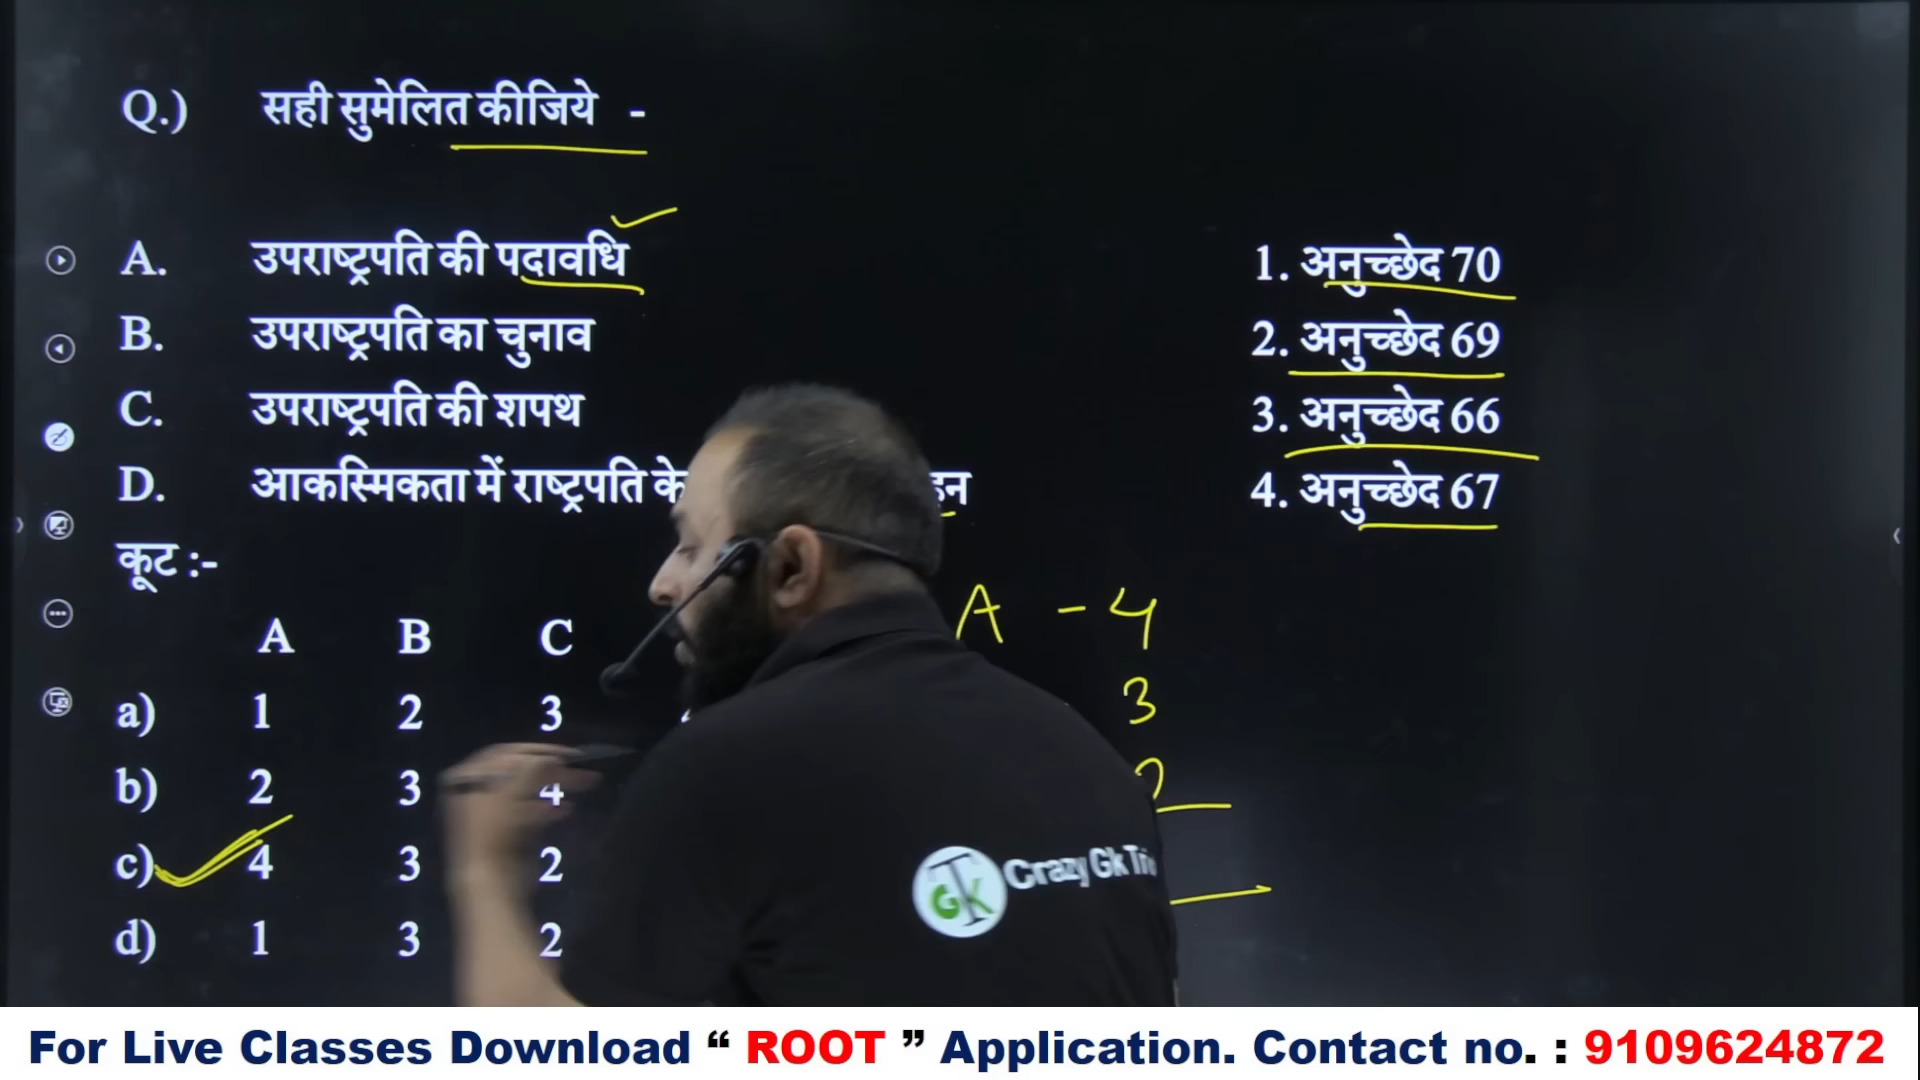 Q.) सही सुमेलित कीजिये -
A. उपराष्ट्रपति की पदावधि 1. अनुच्छेद 70
B. उपराष्ट्रपति का चुनाव 2. अनुच्छेद 69
C. उपराष्ट्रपति की शपथ 3. अनुच्छेद 66
D. आकस्मिकता में राष्ट्रपति के 4. अनुच्छेद 67
कूट :-
A B C
a) 1 2 3
b) 2 3 4
c) 4 3 2
d) 1 3 2
A - 4
3
2
GTK Crazy Gk
For Live Classes Download “ ROOT ” Application. Contact no. : 9109624872